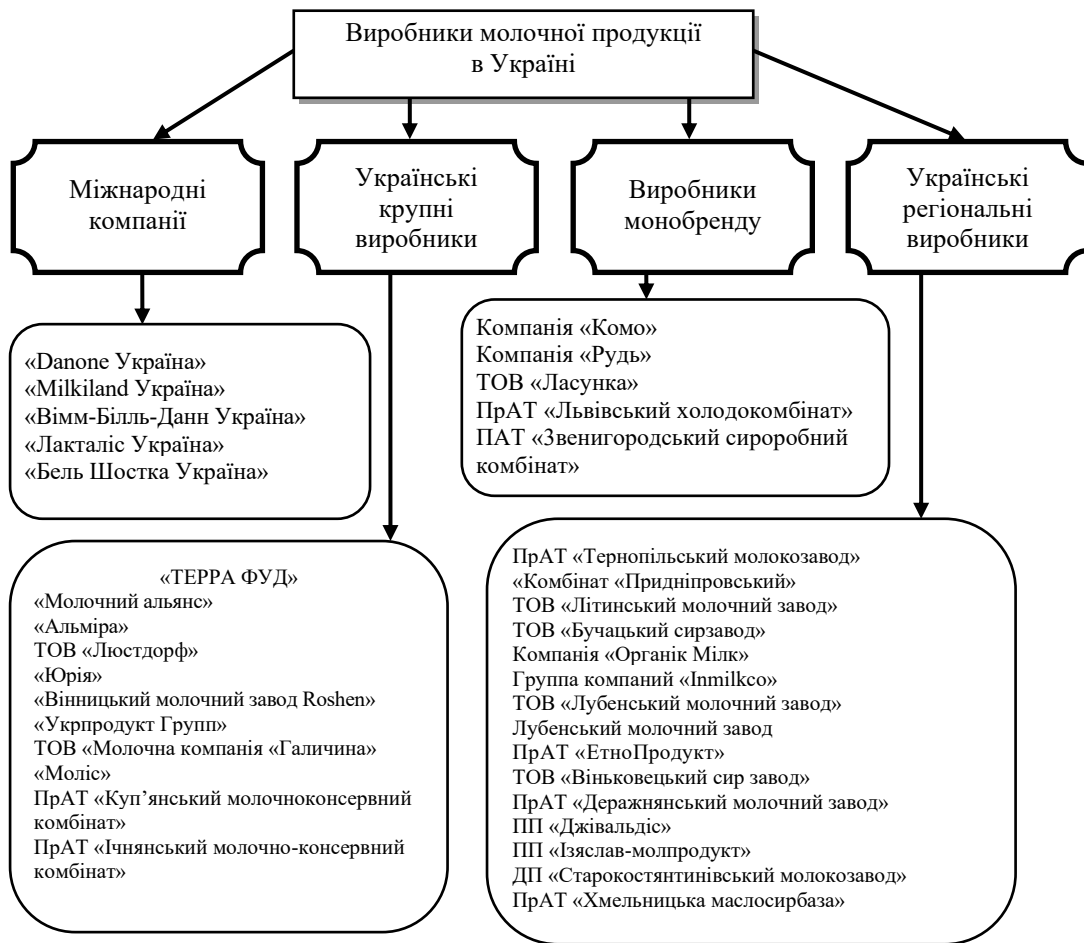 Виробники молочної продукції
в Україні
Міжнародні
компанії
Українські
крупні
виробники
Виробники
монобренду
Українські
регіональні
виробники
«Danone Україна»
«Milkiland Україна»
«Вімм-Білль-Данн Україна»
«Лакталіс Україна»
«Бель Шостка Україна»
Компанія «Комо»
Компанія «Рудь»
ТОВ «Ласунка»
ПрАТ «Львівський холодокомбінат»
ПАТ «Звенигородський сироробний
комбінат»
«ТЕРРА ФУД»
«Молочний альянс»
«Альміра»
ТОВ «Люстдорф»
«Юрія»
«Вінницький молочний завод Roshen»
«Укрпродукт Групп»
ТОВ «Молочна компанія «Галичина»
«Моліс»
ПрАТ «Куп’янський молочноконсервний
комбінат»
ПрАТ «Ічнянський молочно-консервний
комбінат»
ПрАТ «Тернопільський молокозавод»
«Комбінат «Придніпровський»
ТОВ «Літинський молочний завод»
ТОВ «Бучацький сирзавод»
Компанія «Органік Мілк»
Группа компаний «Inmilkco»
ТОВ «Лубенський молочний завод»
Лубенський молочний завод
ПрАТ «ЕтноПродукт»
ТОВ «Віньковецький сир завод»
ПрАТ «Деражнянський молочний завод»
ПП «Джівальдіс»
ПП «Ізяслав-молпродукт»
ДП «Старокостянтинівський молокозавод»
ПрАТ «Хмельницька маслосирбаза»